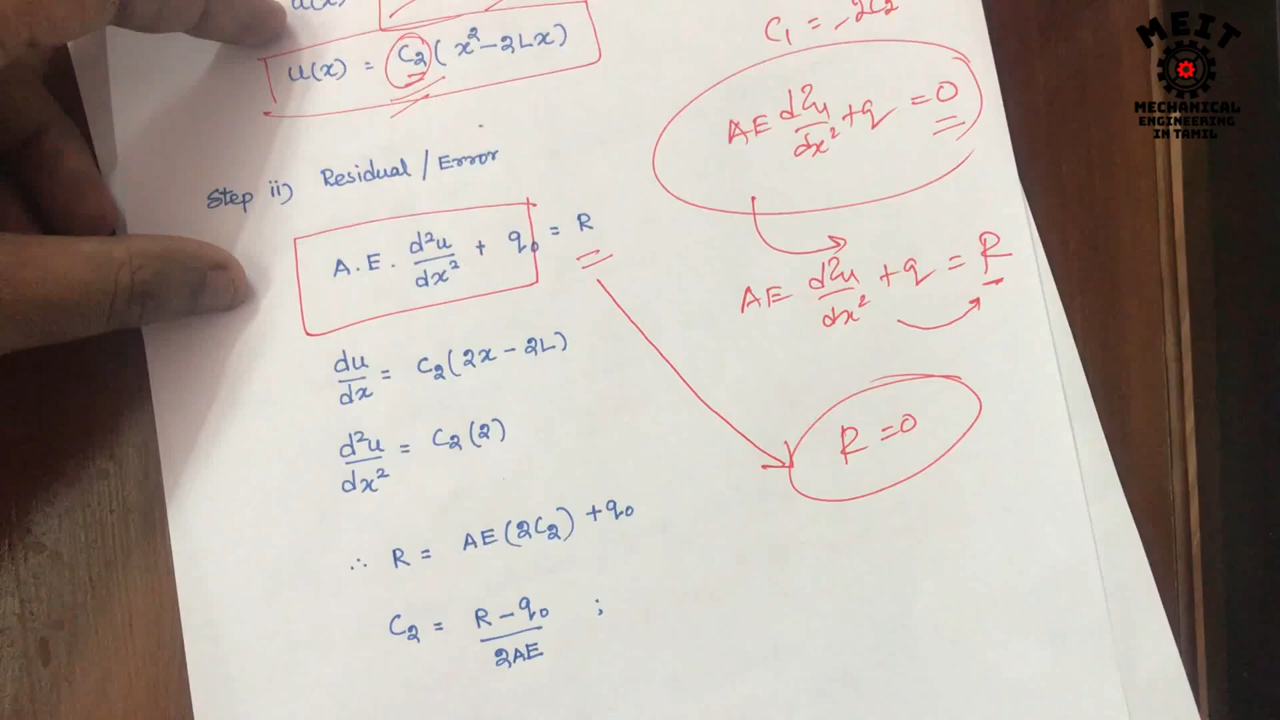 u(x)
u(x) = C₂ ( x² - 2Lx )
Step ii) Residual / Error
A.E. d²u/dx² + q₀ = R
du/dx = C₂ ( 2x - 2L )
d²u/dx² = C₂ (2)
∴ R = AE (2C₂) + q₀
C₂ = R - q₀ / 2AE ;
C₁ = -2C₂
AE d²u/dx² + q = 0
AE d²u/dx² + q = R
R = 0
MEIT
MECHANICAL
ENGINEERING
IN TAMIL